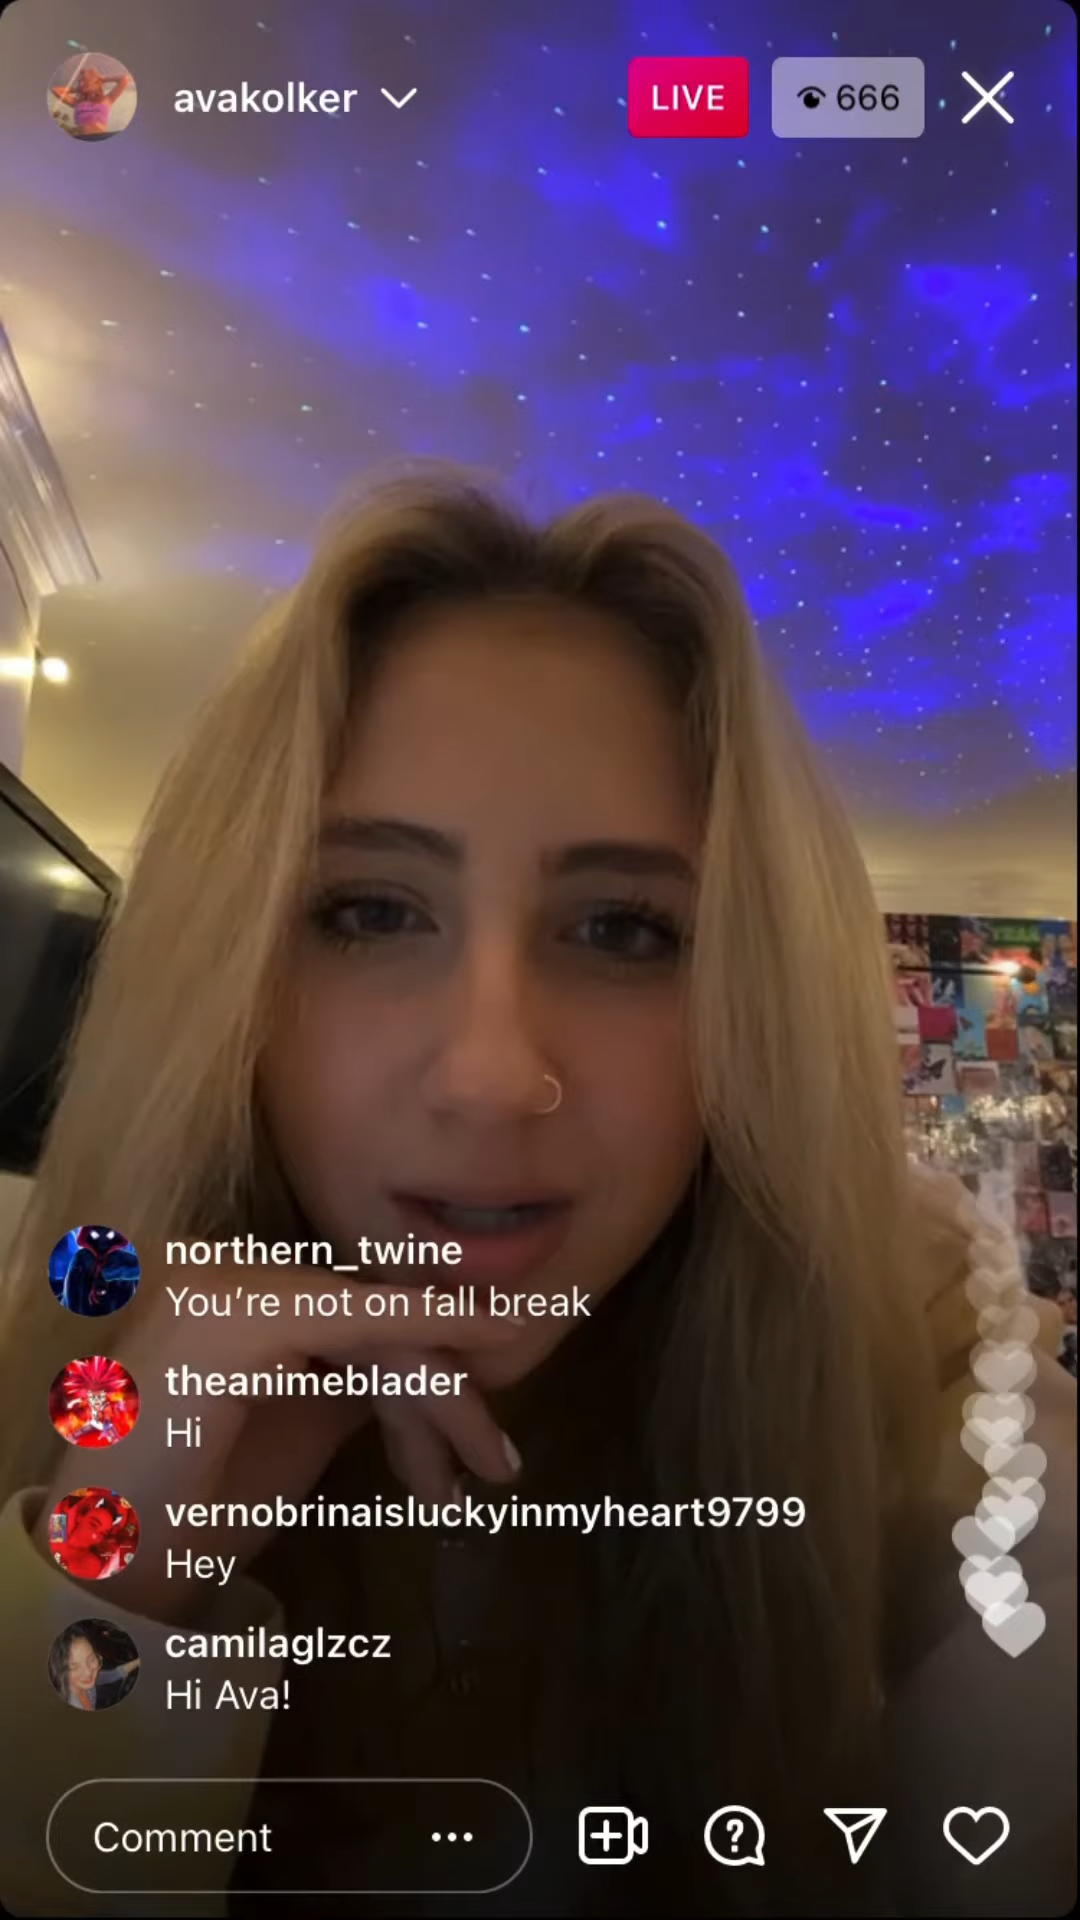 avakolker
LIVE
666
northern_twine
You’re not on fall break
theanimeblader
Hi
vernobrinaisluckyinmyheart9799
Hey
camilaglzcz
Hi Ava!
Comment